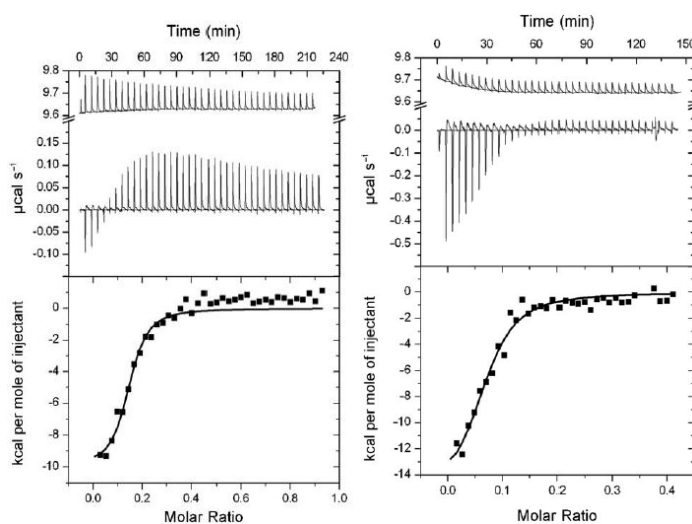 Time (min)
0 30 60 90 120 150 180 210 240
9.8
9.7
9.6
0.15
0.10
0.05
0.00
-0.05
-0.10
µcal s⁻¹
0
-2
-4
-6
-8
-10
kcal per mole of injectant
0.0 0.2 0.4 0.6 0.8 1.0
Molar Ratio
Time (min)
0 30 60 90 120 150
9.8
9.7
9.6
0.0
-0.1
-0.2
-0.3
-0.4
-0.5
µcal s⁻¹
0
-2
-4
-6
-8
-10
-12
-14
kcal per mole of injectant
0.0 0.1 0.2 0.3 0.4
Molar Ratio